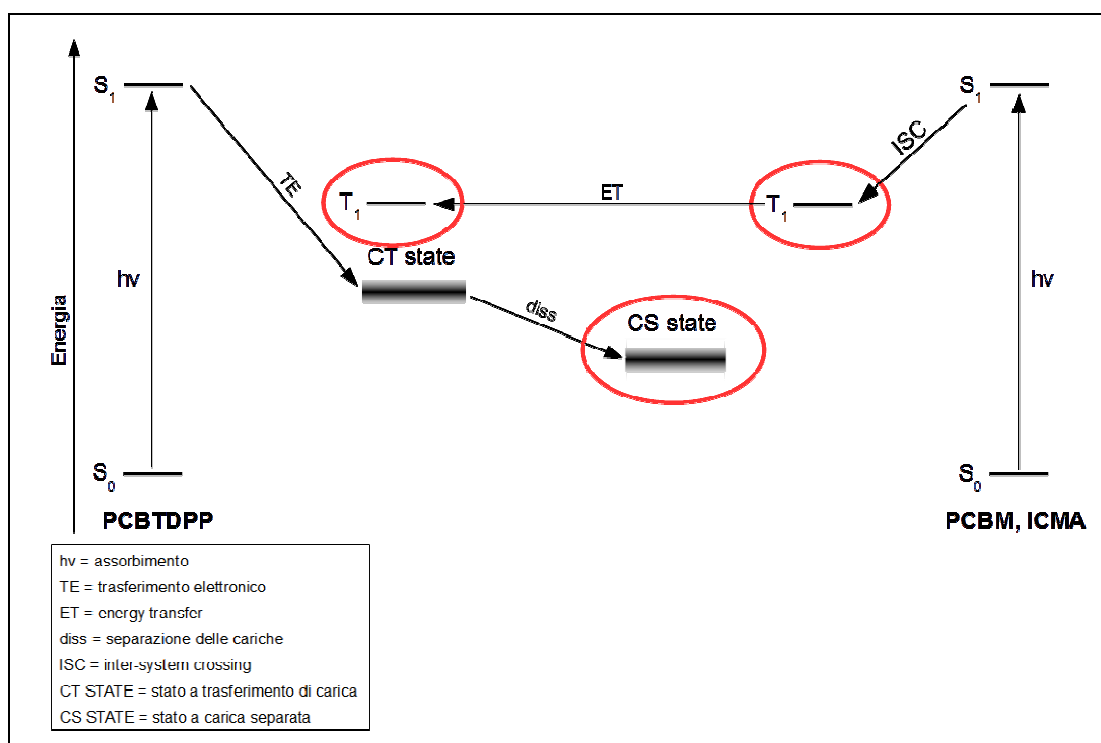 Energia
S1
S1
ISC
TE
T1
ET
T1
CT state
hv
hv
diss
CS state
S0
S0
PCBTDPP
PCBM, ICMA
hv = assorbimento
TE = trasferimento elettronico
ET = energy transfer
diss = separazione delle cariche
ISC = inter-system crossing
CT STATE = stato a trasferimento di carica
CS STATE = stato a carica separata